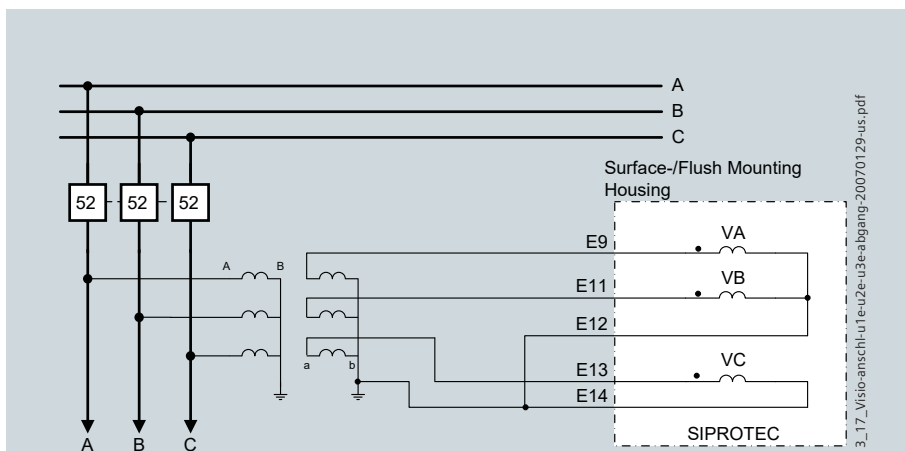 A
B
C
Surface-/Flush Mounting
Housing
52
52
52
VA
E9
A
B
VB
E11
E12
VC
E13
a
b
E14
SIPROTEC
A
B
C
3_17_Visio-anschl-u1e-u2e-u3e-abgang-20070129-us.pdf